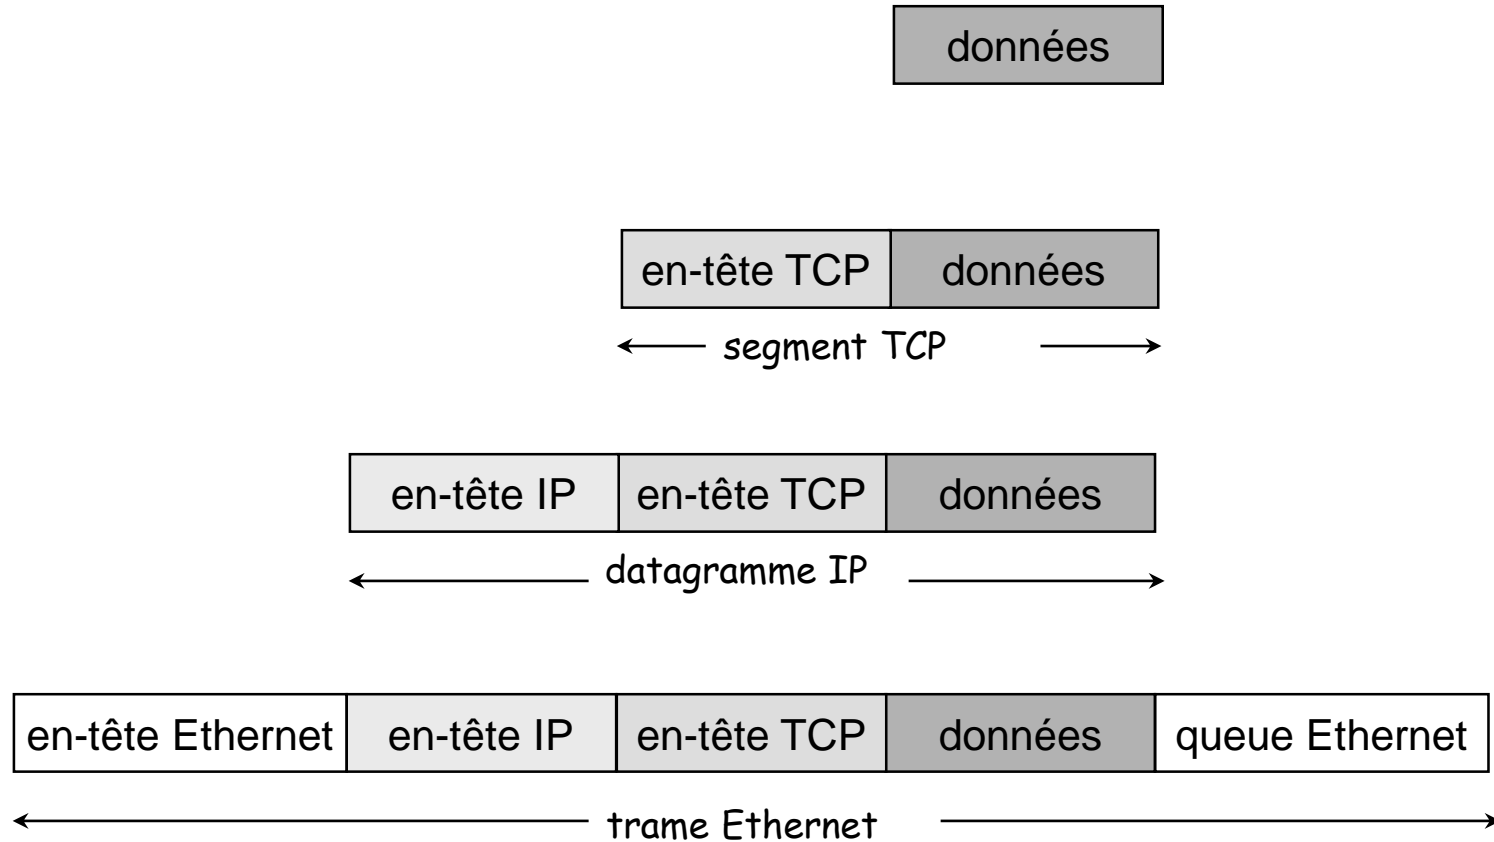 données
en-tête TCP données
segment TCP
en-tête IP en-tête TCP données
datagramme IP
en-tête Ethernet en-tête IP en-tête TCP données queue Ethernet
trame Ethernet